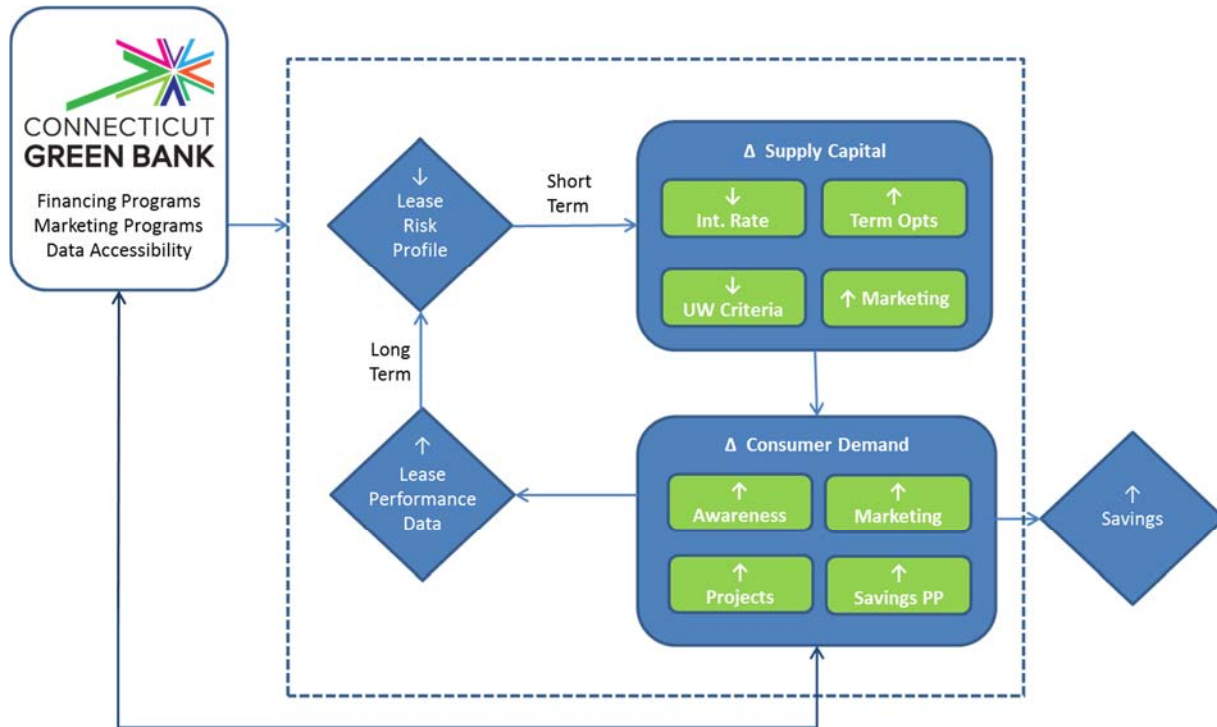 CONNECTICUT
GREEN BANK
Financing Programs
Marketing Programs
Data Accessibility
↓
Lease
Risk
Profile
Short
Term
Δ Supply Capital
↓
Int. Rate
↑
Term Opts
↓
UW Criteria
↑ Marketing
Long
Term
↑
Lease
Performance
Data
Δ Consumer Demand
↑
Awareness
↑
Marketing
↑
Projects
↑
Savings PP
↑
Savings